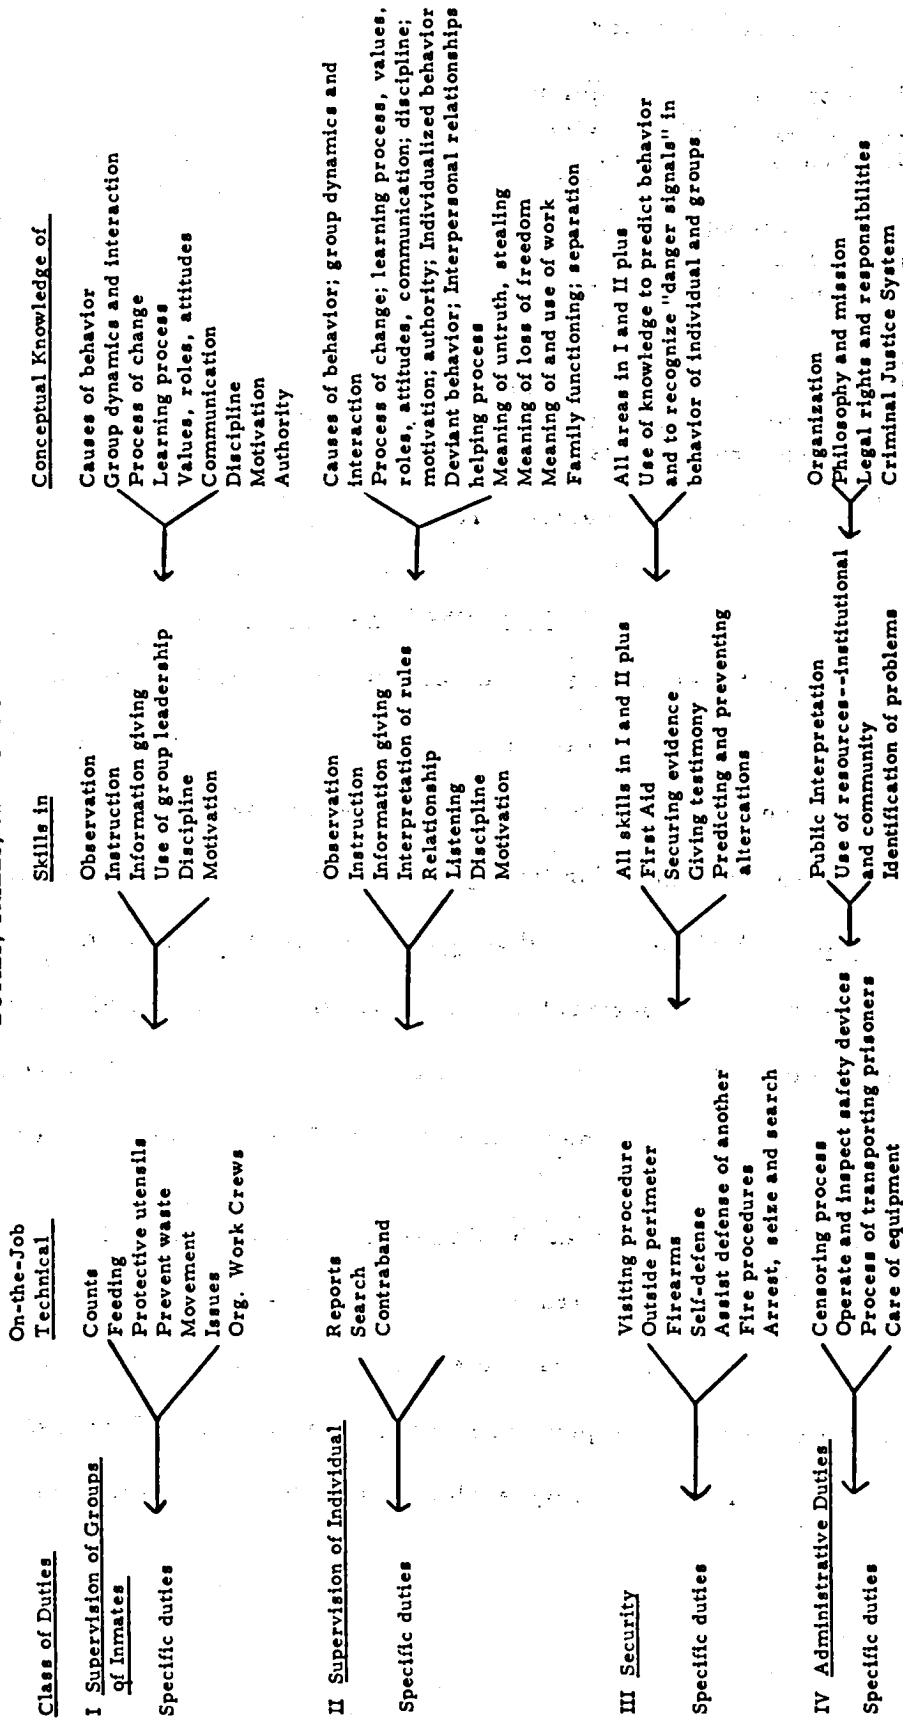 Class of Duties
On-the-Job
Technical
Skills in
Conceptual Knowledge of
I Supervision of Groups
of Inmates
Specific duties
Counts
Feeding
Protective utensils
Prevent waste
Movement
Issues
Org. Work Crews
Observation
Instruction
Information giving
Use of group leadership
Discipline
Motivation
Causes of behavior
Group dynamics and interaction
Process of change
Learning process
Values, roles, attitudes
Communication
Discipline
Motivation
Authority
II Supervision of Individual
Specific duties
Reports
Search
Contraband
Observation
Instruction
Information giving
Interpretation of rules
Relationship
Listening
Discipline
Motivation
Causes of behavior; group dynamics and
interaction
Process of change; learning process, values,
roles, attitudes, communication; discipline;
motivation; authority; Individualized behavior
Deviant behavior; Interpersonal relationships
helping process
Meaning of untruth, stealing
Meaning of loss of freedom
Meaning of and use of work
Family functioning; separation
III Security
Specific duties
Visiting procedure
Outside perimeter
Firearms
Self-defense
Assist defense of another
Fire procedures
Arrest, seize and search
All skills in I and II plus
First Aid
Securing evidence
Giving testimony
Predicting and preventing
altercations
All areas in I and II plus
Use of knowledge to predict behavior
and to recognize "danger signals" in
behavior of individual and groups
IV Administrative Duties
Specific duties
Censoring process
Operate and inspect safety devices
Process of transporting prisoners
Care of equipment
Public Interpretation
Use of resources--institutional
and community
Identification of problems
Organization
Philosophy and mission
Legal rights and responsibilities
Criminal Justice System